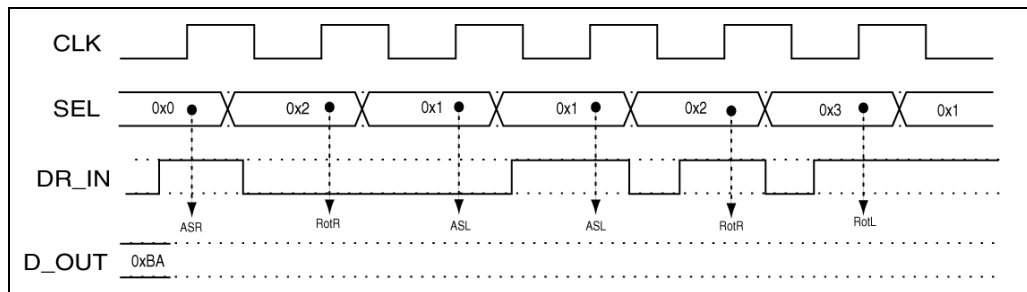 CLK
SEL 0x0 0x2 0x1 0x1 0x2 0x3 0x1
DR_IN
ASR RotR ASL ASL RotR RotL
D_OUT 0xBA